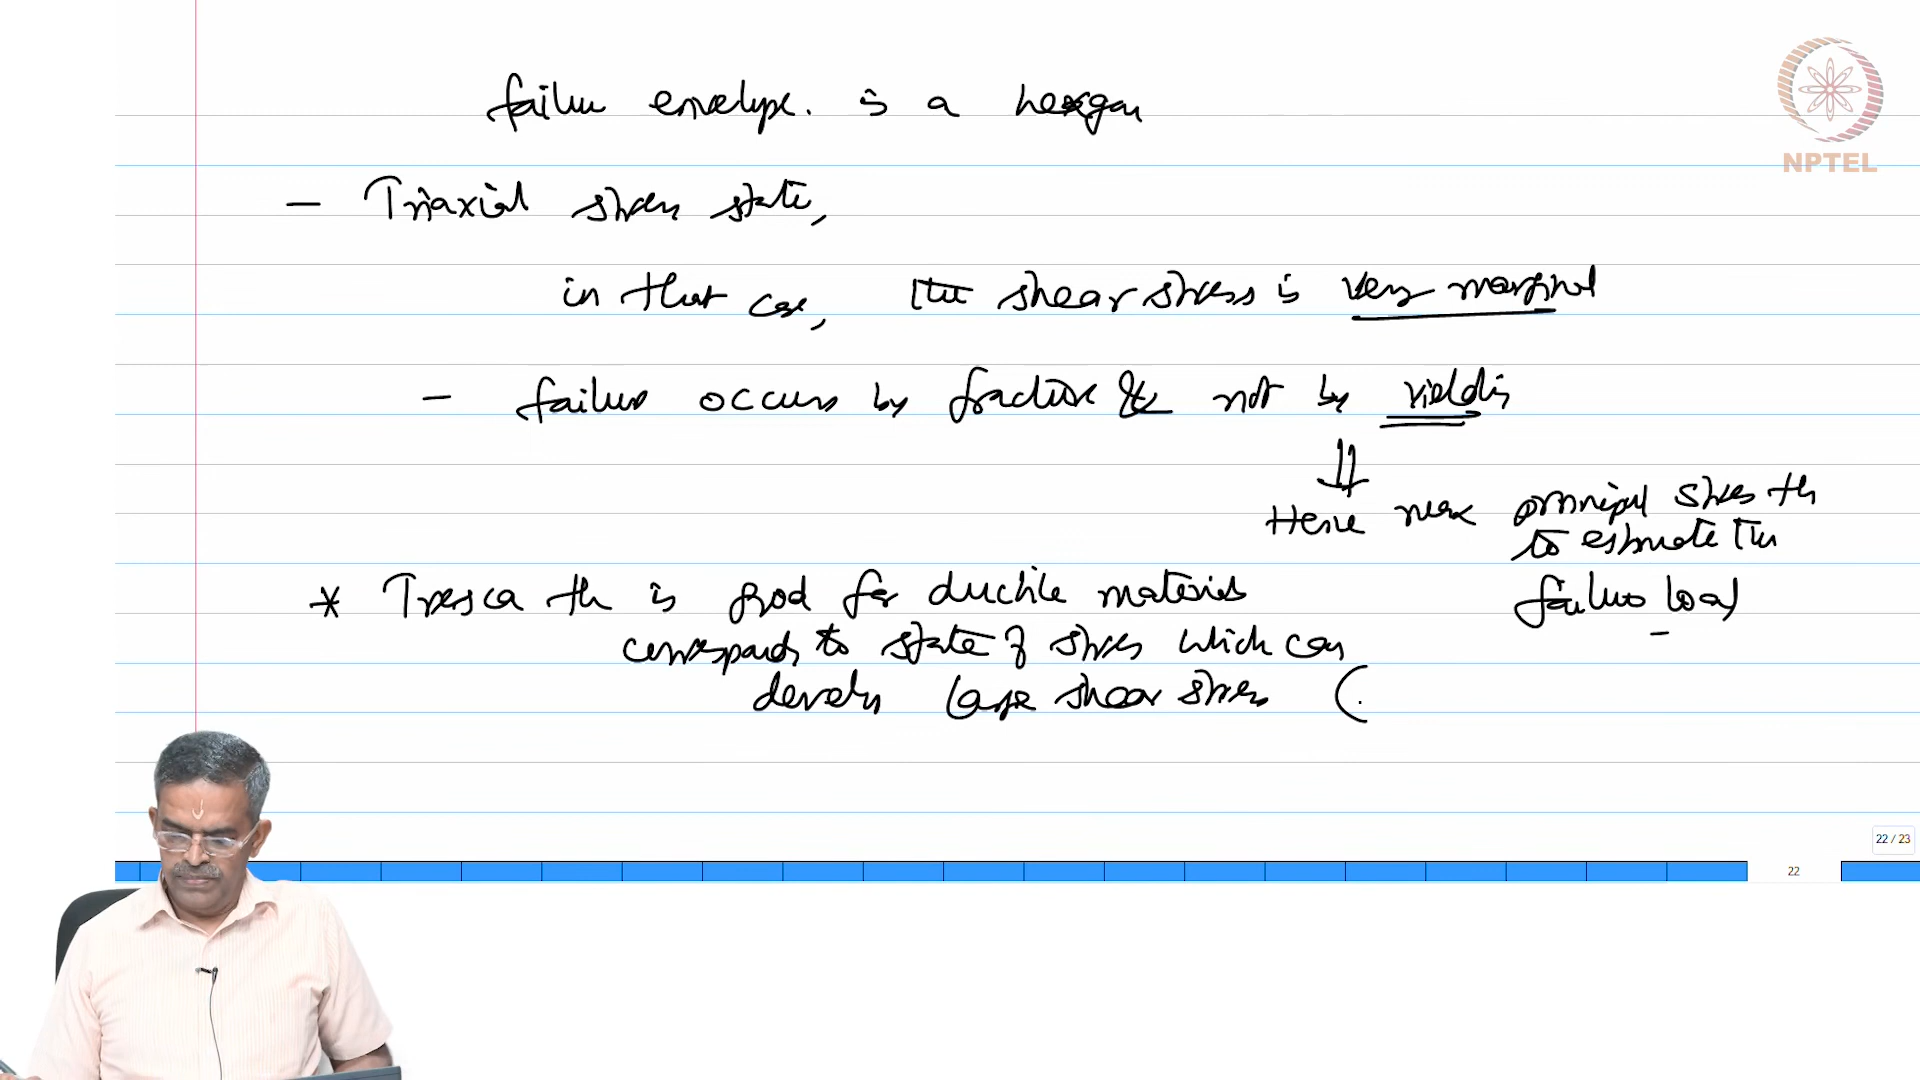 failure envelope. is a hexagon
NPTEL
- Triaxial stress state,
in that case, the shear stress is very marginal
- failure occurs by fracture & not by yielding
⇓
Hence max principal stress th
to estimate the
failure load
* Tresca th is good for ductile materials
corresponds to state of stress which can
develop large shear stress (
22 / 23
22